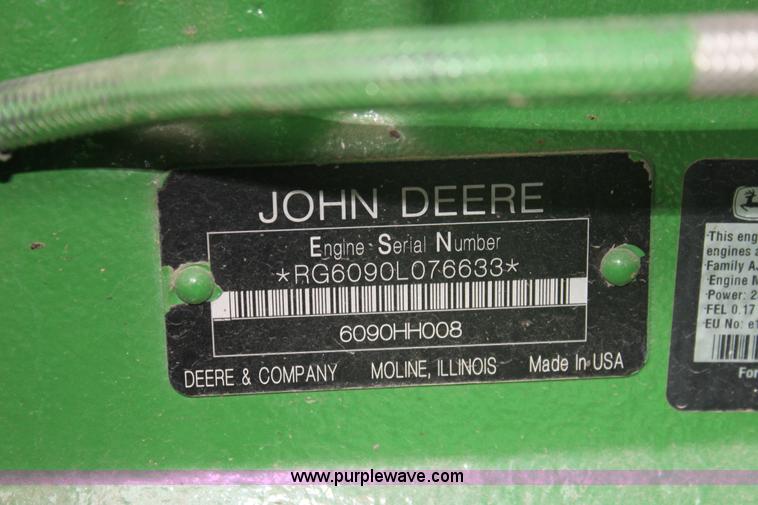 JOHN DEERE
Engine Serial Number
*RG6090L076633*
6090HH008
DEERE & COMPANY MOLINE, ILLINOIS Made In USA
This eng
engines a
Family A
Engine M
Power: 2
FEL 0.17
EU No: e1
For
www.purplewave.com